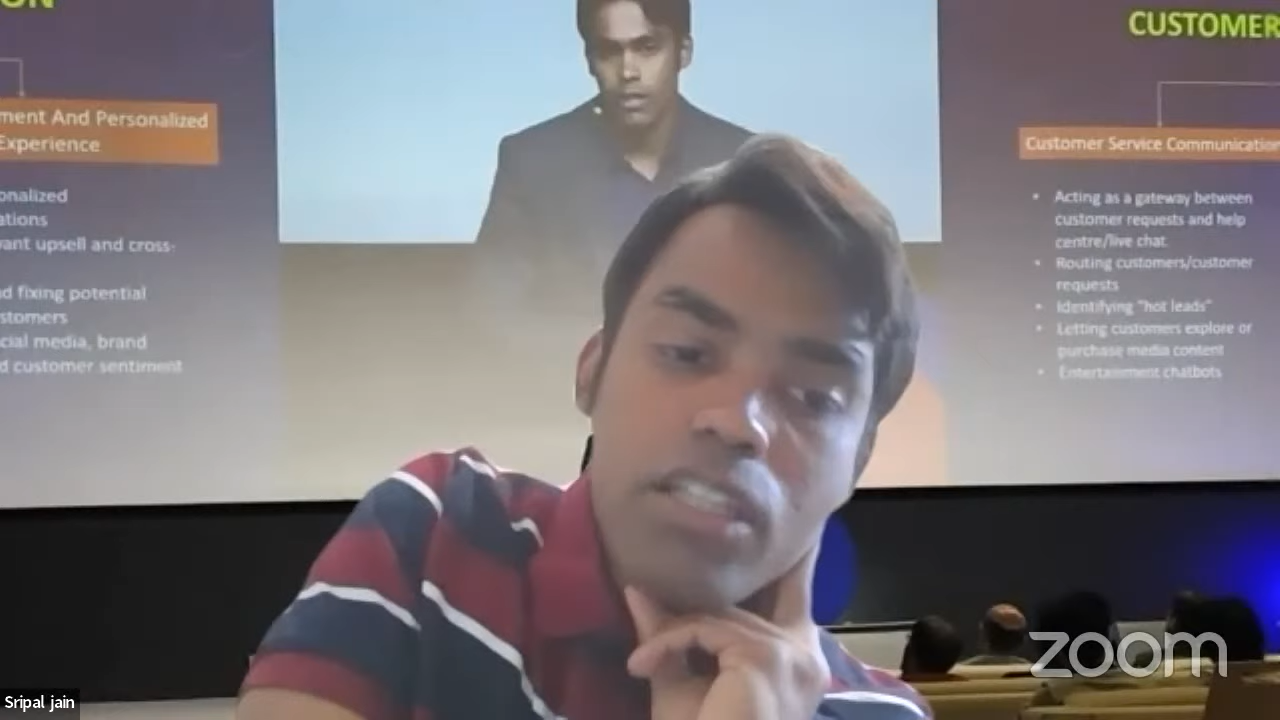 ON
ment And Personalized
Experience
onalized
ations
vant upsell and cross-
d fixing potential
stomers
cial media, brand
d customer sentiment
CUSTOMER
Customer Service Communication
• Acting as a gateway between
customer requests and help
centre/live chat
• Routing customers/customer
requests
• Identifying "hot leads"
• Letting customers explore or
purchase media content
• Entertainment chatbots
zoom
Sripal jain